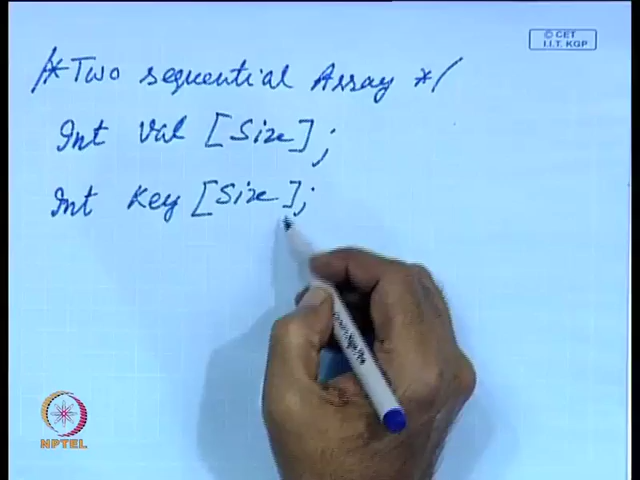 © CET
I.I.T. KGP
/*Two sequential Array */
Int Val [Size];
Int Key [Size];
NPTEL